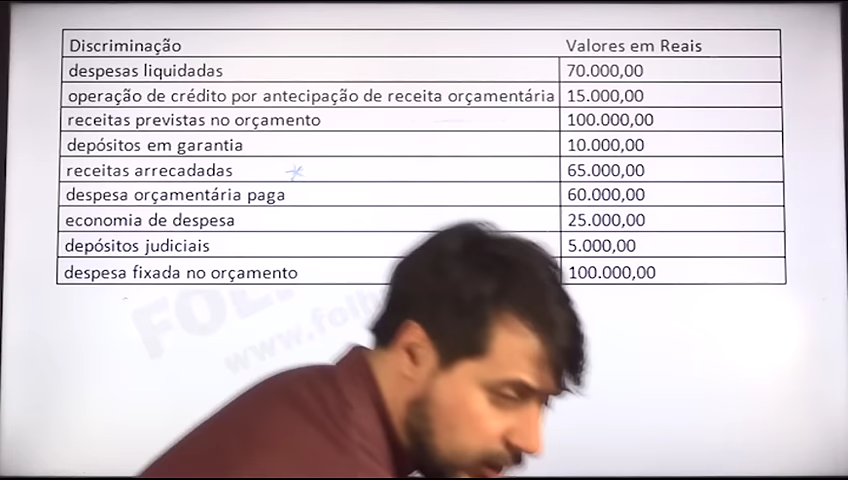 Discriminação Valores em Reais
despesas liquidadas 70.000,00
operação de crédito por antecipação de receita orçamentária 15.000,00
receitas previstas no orçamento 100.000,00
depósitos em garantia 10.000,00
receitas arrecadadas 65.000,00
despesa orçamentária paga 60.000,00
economia de despesa 25.000,00
depósitos judiciais 5.000,00
despesa fixada no orçamento 100.000,00